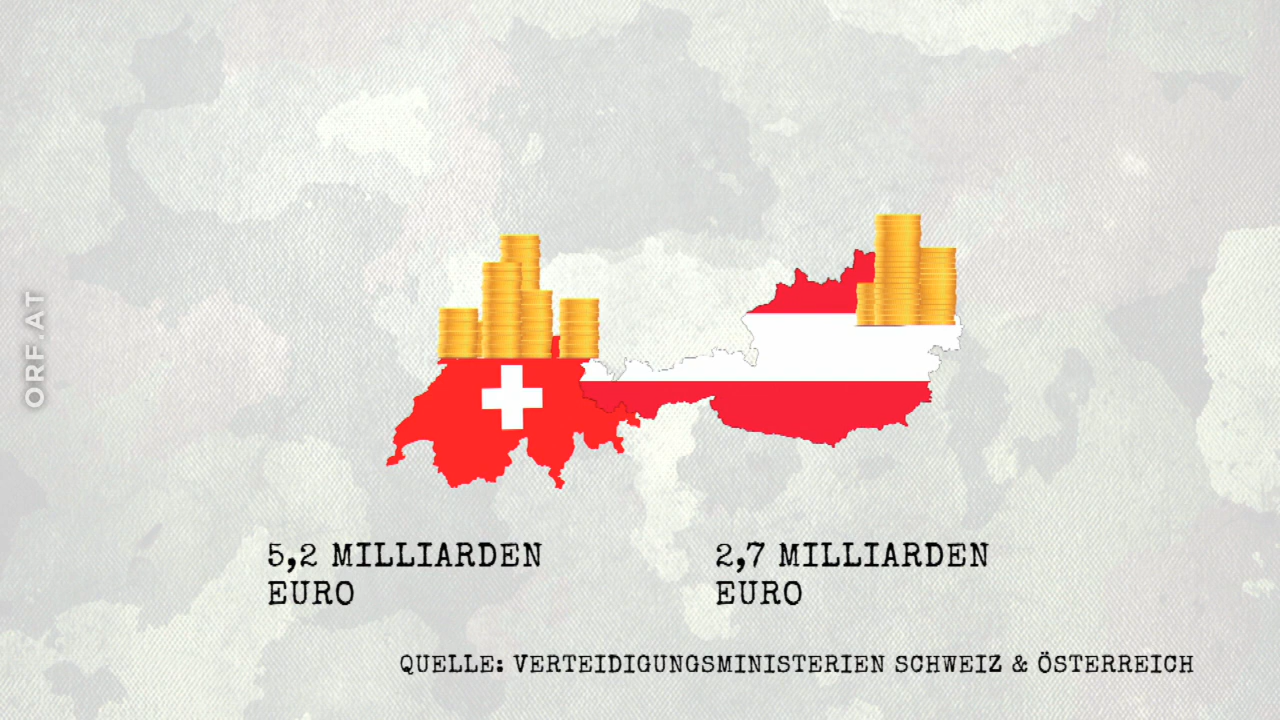 ORF.AT
5,2 MILLIARDEN
EURO
2,7 MILLIARDEN
EURO
QUELLE: VERTEIDIGUNGSMINISTERIEN SCHWEIZ & ÖSTERREICH